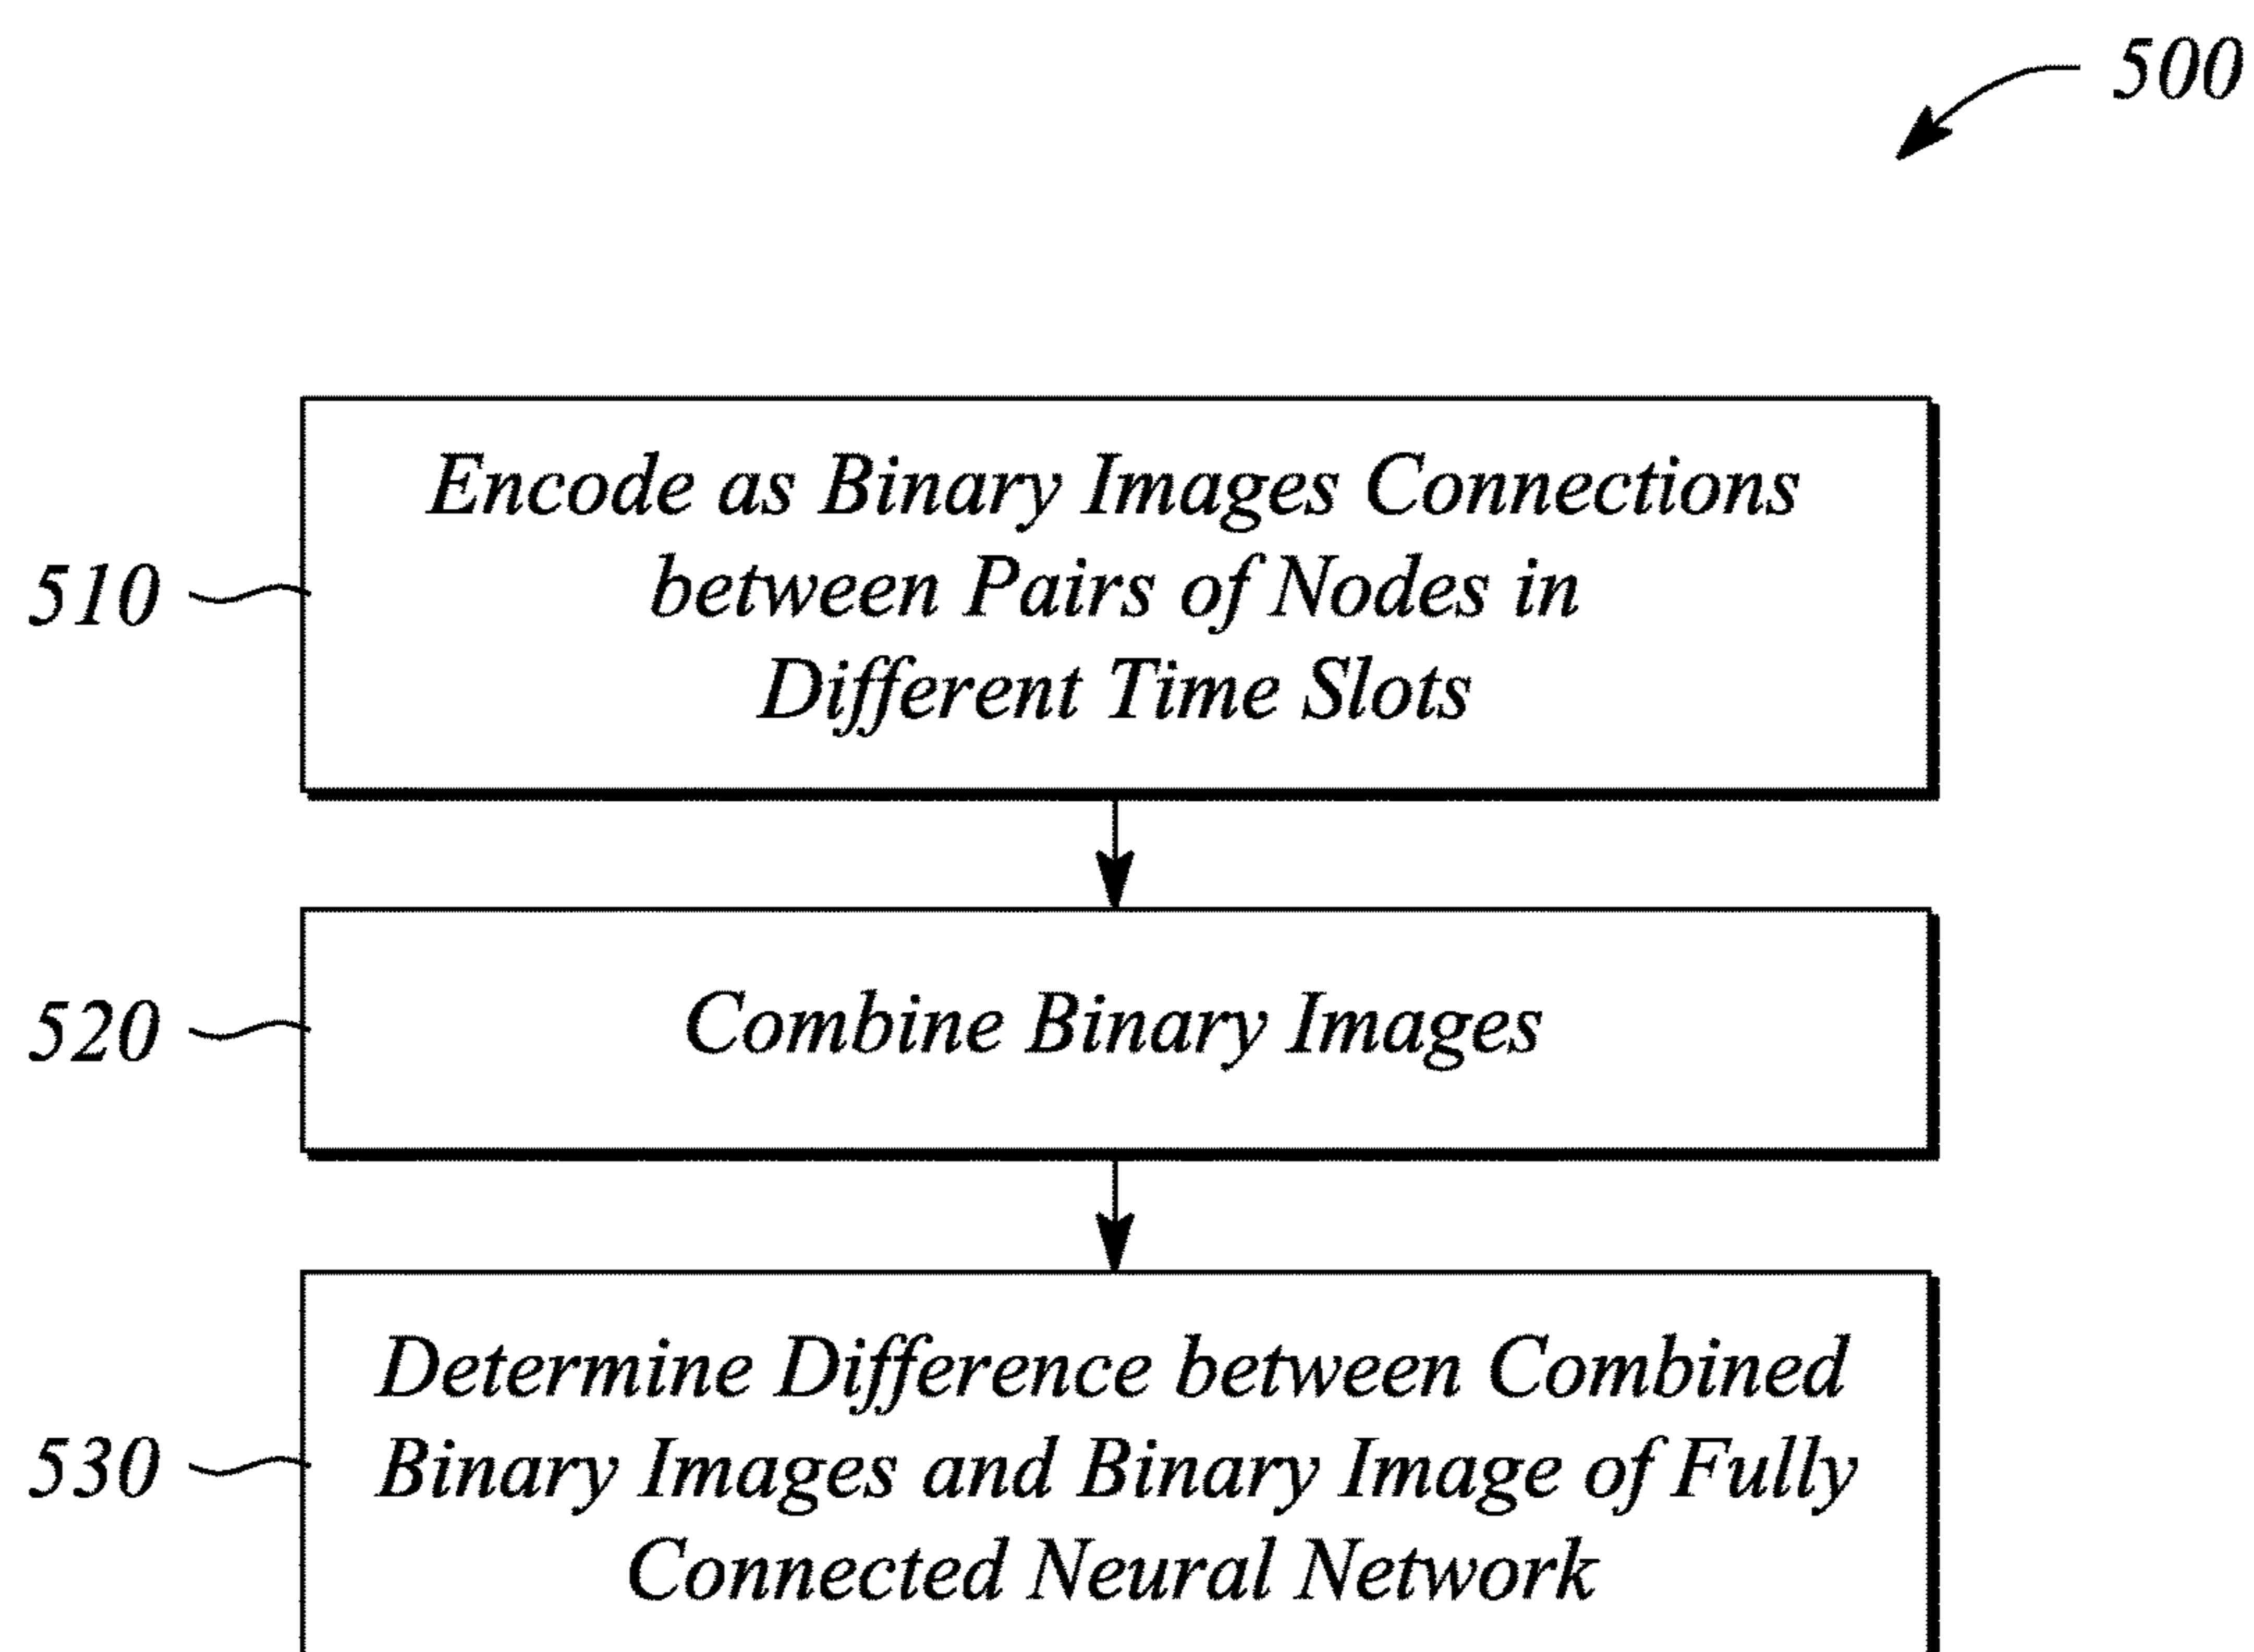 500
Encode as Binary Images Connections
between Pairs of Nodes in
Different Time Slots
510
Combine Binary Images
520
Determine Difference between Combined
Binary Images and Binary Image of Fully
Connected Neural Network
530